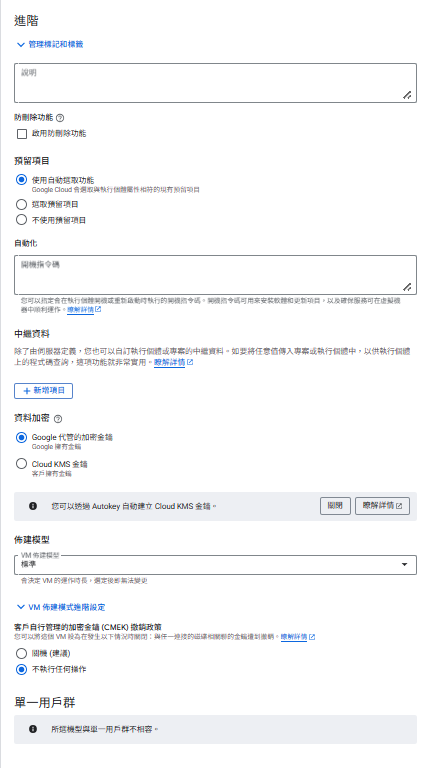 進階
管理標記和標籤
說明
防刪除功能
啟用防刪除功能
預留項目
使用自動選取功能
Google Cloud 會選取與執行個體屬性相符的現有預留項目
選取預留項目
不使用預留項目
自動化
開機指令碼
您可以指定會在執行個體開機或重新啟動時執行的開機指令碼。開機指令碼可用來安裝軟體和更新項目，以及確保服務可在虛擬機
器中順利運作。瞭解詳情
中繼資料
除了由伺服器定義，您也可以自訂執行個體或專案的中繼資料。如要將任意值傳入專案或執行個體中，以供執行個體
上的程式碼查詢，這項功能就非常實用。瞭解詳情
新增項目
資料加密
Google 代管的加密金鑰
Google 擁有金鑰
Cloud KMS 金鑰
客戶擁有金鑰
您可以透過 Autokey 自動建立 Cloud KMS 金鑰。 關閉 瞭解詳情
佈建模型
VM 佈建模型
標準
會決定 VM 的運作時長，選定後即無法變更
VM 佈建模式進階設定
客戶自行管理的加密金鑰 (CMEK) 撤銷政策
您可以將這個 VM 設為在發生以下情況時關閉：與任一連接的磁碟相關聯的金鑰遭到撤銷。瞭解詳情
關機 (建議)
不執行任何操作
單一用戶群
所選機型與單一用戶群不相容。